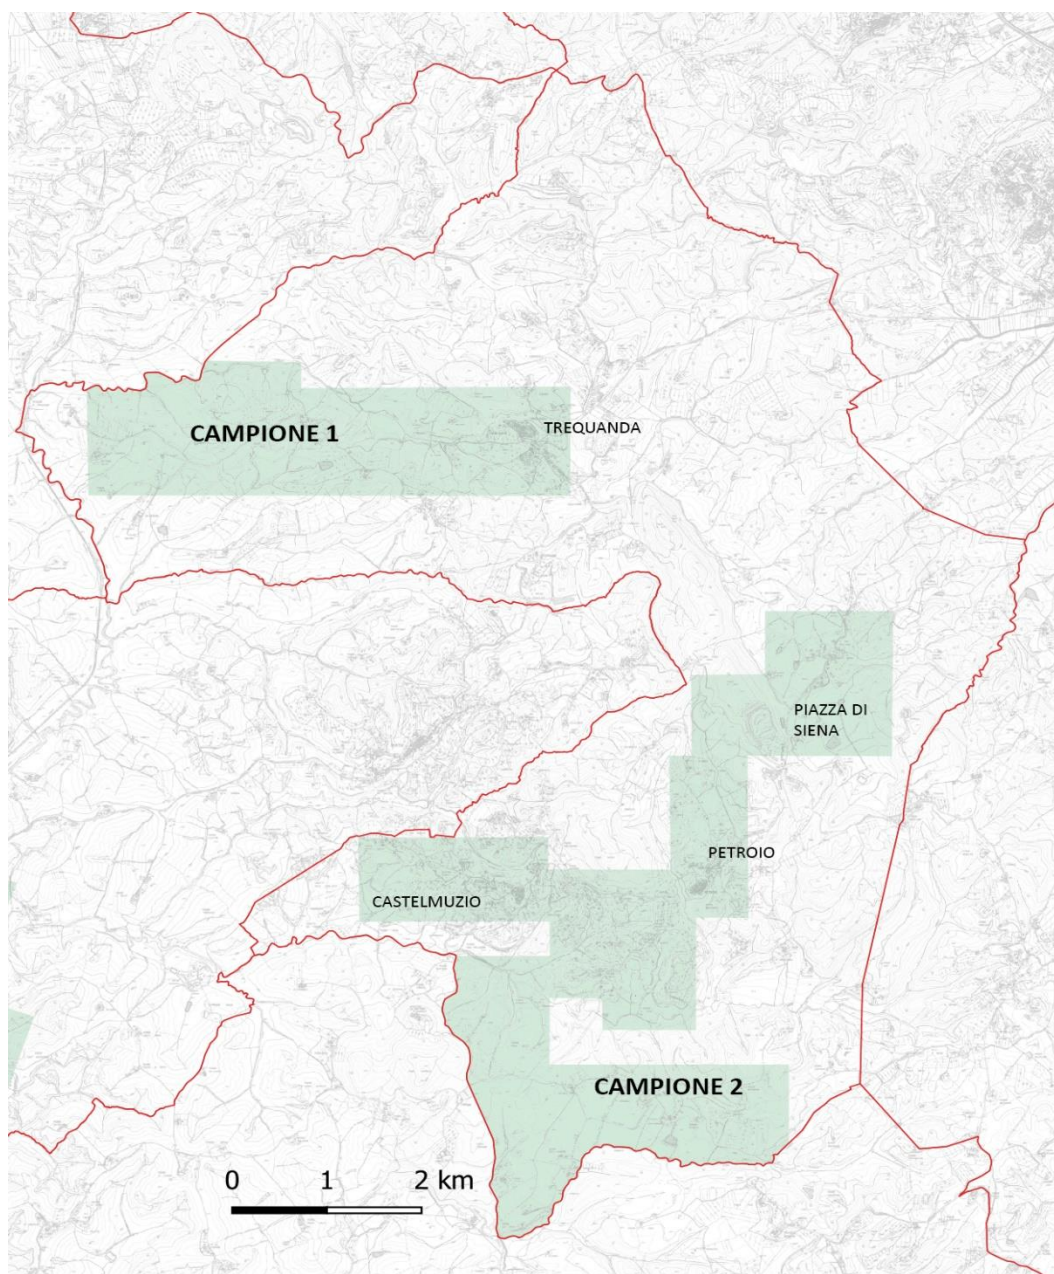 CAMPIONE 1
TREQUANDA
PIAZZA DI
SIENA
PETROIO
CASTELMUZIO
CAMPIONE 2
0 1 2 km